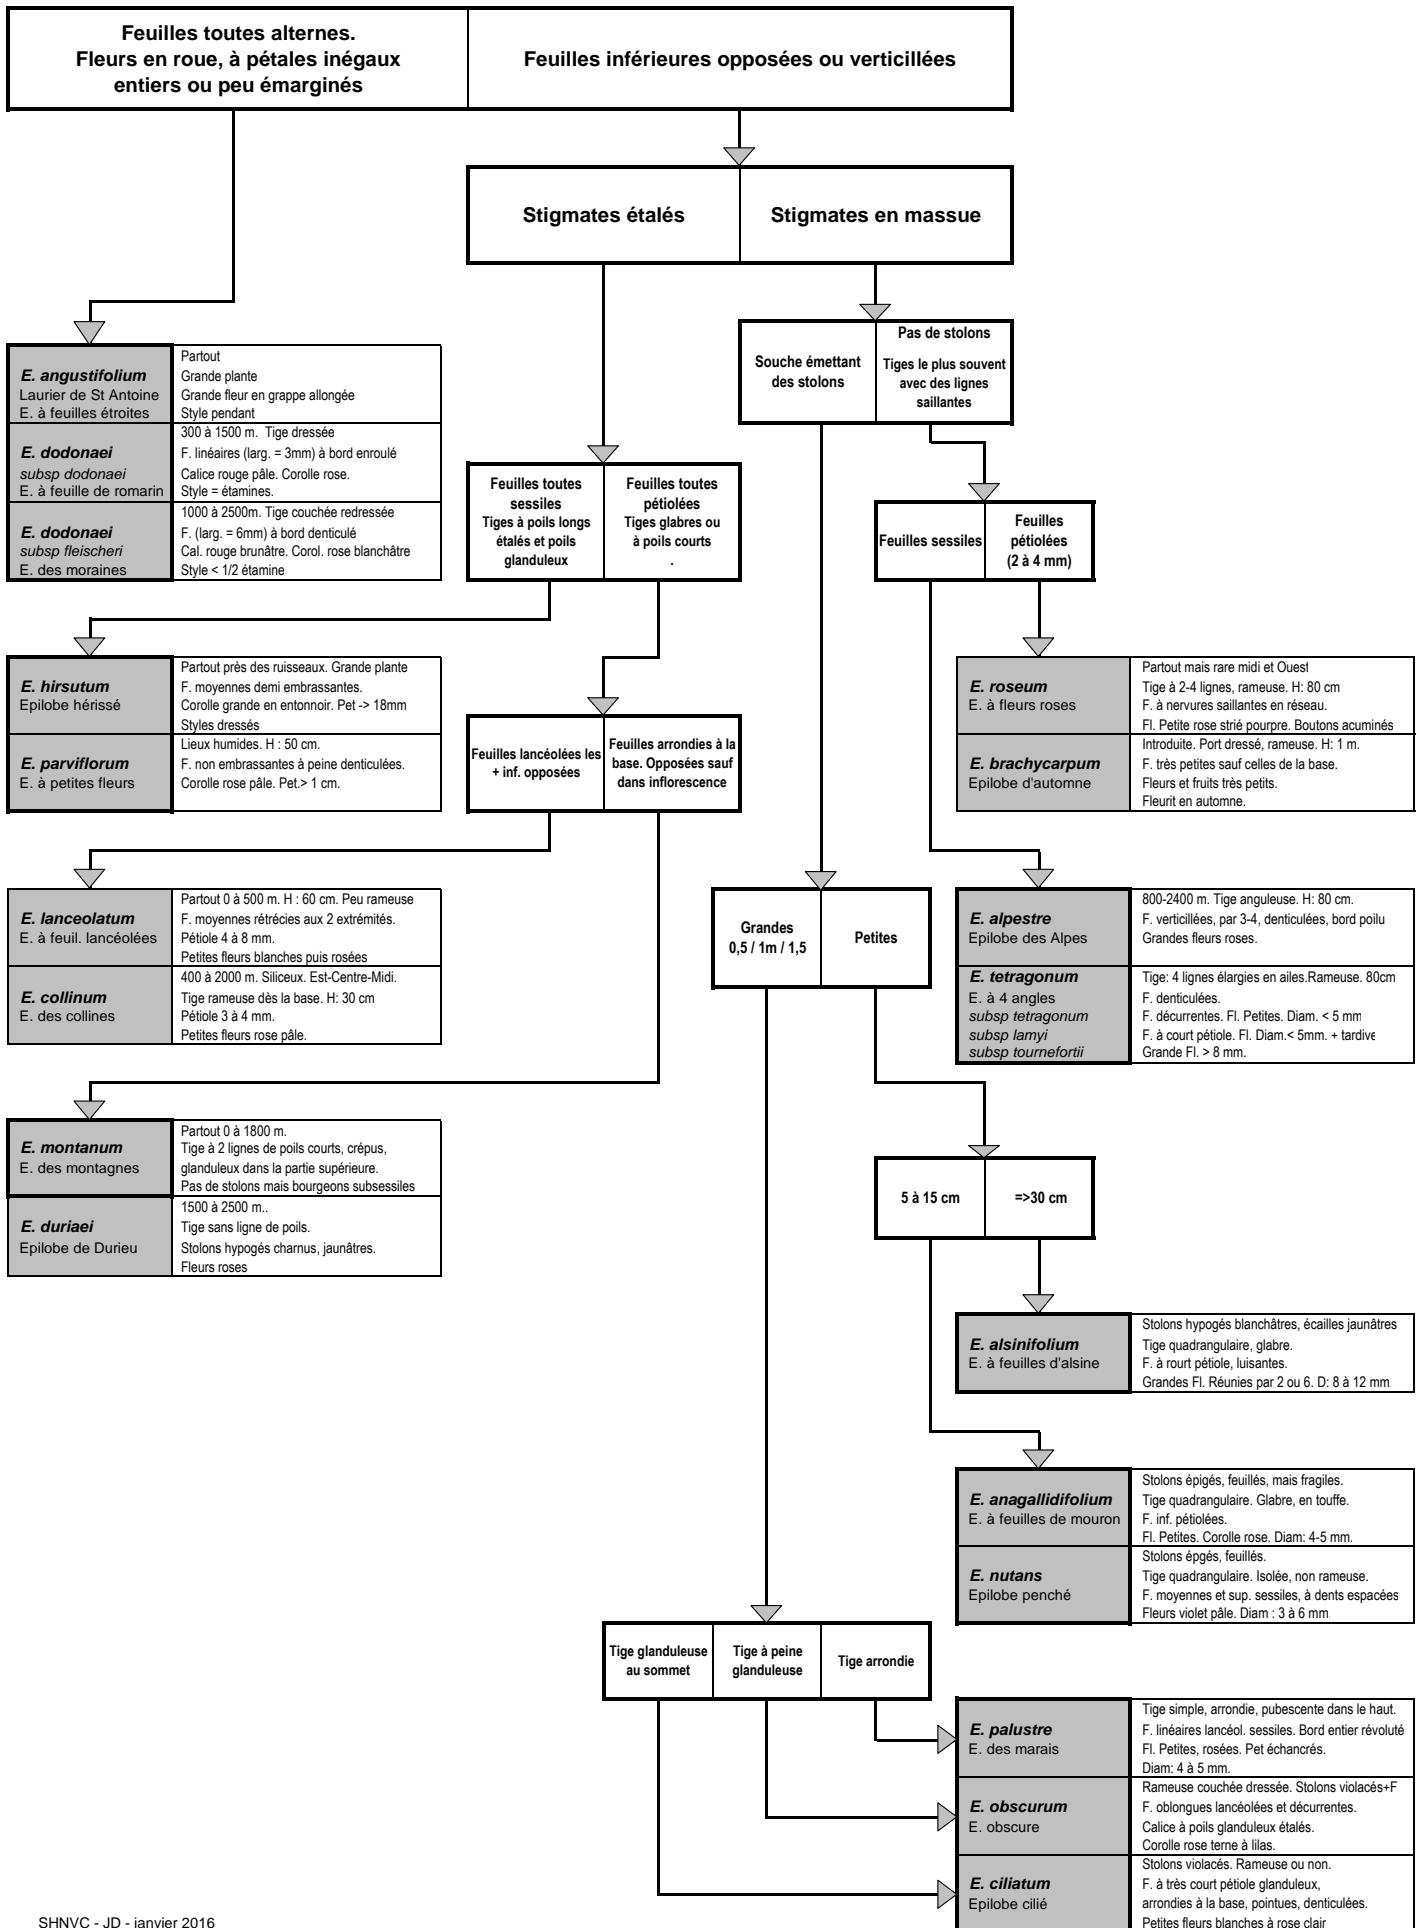 Feuilles toutes alternes.
Fleurs en roue, à pétales inégaux
entiers ou peu émarginés
Feuilles inférieures opposées ou verticillées
Stigmates étalés
Stigmates en massue
Souche émettant
des stolons
Pas de stolons
Tiges le plus souvent
avec des lignes
saillantes
E. angustifolium
Laurier de St Antoine
E. à feuilles étroites
Partout
Grande plante
Grande fleur en grappe allongée
Style pendant
E. dodonaei
subsp dodonaei
E. à feuille de romarin
300 à 1500 m. Tige dressée
F. linéaires (larg. = 3mm) à bord enroulé
Calice rouge pâle. Corolle rose.
Style = étamines.
E. dodonaei
subsp fleischeri
E. des moraines
1000 à 2500m. Tige couchée redressée
F. (larg. = 6mm) à bord denticulé
Cal. rouge brunâtre. Corol. rose blanchâtre
Style < 1/2 étamine
Feuilles toutes
sessiles
Tiges à poils longs
étalés et poils
glanduleux
Feuilles toutes
pétiolées
Tiges glabres ou
à poils courts
.
Feuilles sessiles
Feuilles
pétiolées
(2 à 4 mm)
E. hirsutum
Epilobe hérissé
Partout près des ruisseaux. Grande plante
F. moyennes demi embrassantes.
Corolle grande en entonnoir. Pet -> 18mm
Styles dressés
E. parviflorum
E. à petites fleurs
Lieux humides. H : 50 cm.
F. non embrassantes à peine denticulées.
Corolle rose pâle. Pet.> 1 cm.
Feuilles lancéolées les
+ inf. opposées
Feuilles arrondies à la
base. Opposées sauf
dans inflorescence
E. roseum
E. à fleurs roses
Partout mais rare midi et Ouest
Tige à 2-4 lignes, rameuse. H: 80 cm
F. à nervures saillantes en réseau.
Fl. Petite rose strié pourpre. Boutons acuminés
E. brachycarpum
Epilobe d'automne
Introduite. Port dressé, rameuse. H: 1 m.
F. très petites sauf celles de la base.
Fleurs et fruits très petits.
Fleurit en automne.
E. lanceolatum
E. à feuil. lancéolées
Partout 0 à 500 m. H : 60 cm. Peu rameuse
F. moyennes rétrécies aux 2 extrémités.
Pétiole 4 à 8 mm.
Petites fleurs blanches puis rosées
E. collinum
E. des collines
400 à 2000 m. Siliceux. Est-Centre-Midi.
Tige rameuse dès la base. H: 30 cm
Pétiole 3 à 4 mm.
Petites fleurs rose pâle.
Grandes
0,5 / 1m / 1,5
Petites
E. alpestre
Epilobe des Alpes
800-2400 m. Tige anguleuse. H: 80 cm.
F. verticillées, par 3-4, denticulées, bord poilu
Grandes fleurs roses.
E. tetragonum
E. à 4 angles
subsp tetragonum
subsp lamyi
subsp tournefortii
Tige: 4 lignes élargies en ailes.Rameuse. 80cm
F. denticulées.
F. décurrentes. Fl. Petites. Diam. < 5 mm
F. à court pétiole. Fl. Diam.< 5mm. + tardive
Grande Fl. > 8 mm.
E. montanum
E. des montagnes
Partout 0 à 1800 m.
Tige à 2 lignes de poils courts, crépus,
glanduleux dans la partie supérieure.
Pas de stolons mais bourgeons subsessiles
E. duriaei
Epilobe de Durieu
1500 à 2500 m..
Tige sans ligne de poils.
Stolons hypogés charnus, jaunâtres.
Fleurs roses
5 à 15 cm
=>30 cm
E. alsinifolium
E. à feuilles d'alsine
Stolons hypogés blanchâtres, écailles jaunâtres
Tige quadrangulaire, glabre.
F. à rourt pétiole, luisantes.
Grandes Fl. Réunies par 2 ou 6. D: 8 à 12 mm.
E. anagallidifolium
E. à feuilles de mouron
Stolons épigés, feuillés, mais fragiles.
Tige quadrangulaire. Glabre, en touffe.
F. inf. pétiolées.
Fl. Petites. Corolle rose. Diam: 4-5 mm.
E. nutans
Epilobe penché
Stolons épgés, feuillés.
Tige quadrangulaire. Isolée, non rameuse.
F. moyennes et sup. sessiles, à dents espacées
Fleurs violet pâle. Diam : 3 à 6 mm
Tige glanduleuse
au sommet
Tige à peine
glanduleuse
Tige arrondie
E. palustre
E. des marais
Tige simple, arrondie, pubescente dans le haut.
F. linéaires lancéol. sessiles. Bord entier révoluté
Fl. Petites, rosées. Pet échancrés.
Diam: 4 à 5 mm.
E. obscurum
E. obscure
Rameuse couchée dressée. Stolons violacés+F
F. oblongues lancéolées et décurrentes.
Calice à poils glanduleux étalés.
Corolle rose terne à lilas.
E. ciliatum
Epilobe cilié
Stolons violacés. Rameuse ou non.
F. à très court pétiole glanduleux,
arrondies à la base, pointues, denticulées.
Petites fleurs blanches à rose clair
SHNVC - JD - janvier 2016